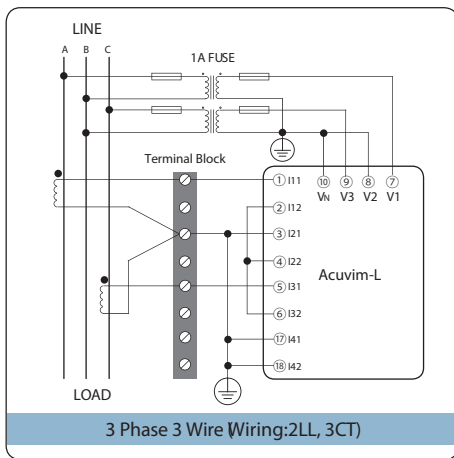 LINE
A B C
1A FUSE
Terminal Block
1 I11
2 I12
3 I21
4 I22
5 I31
6 I32
17 I41
18 I42
10 9 8 7
VN V3 V2 V1
Acuvim-L
LOAD
3 Phase 3 Wire (Wiring:2LL, 3CT)